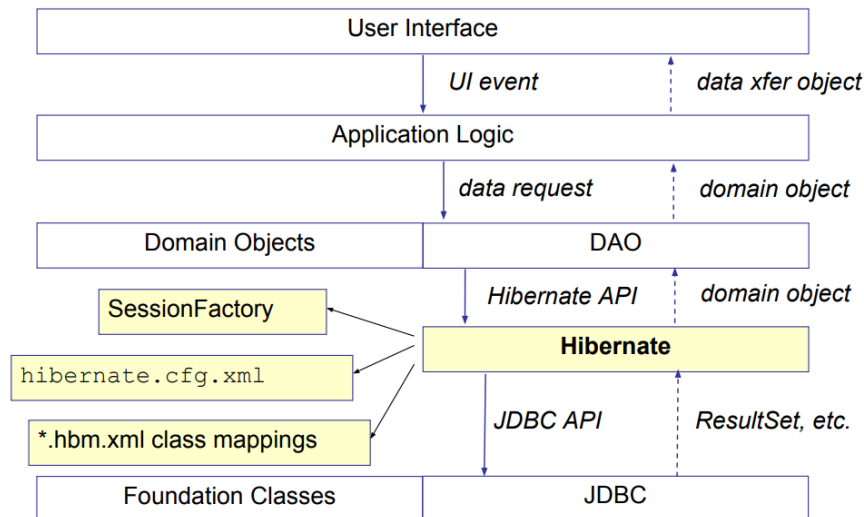 User Interface
UI event
data xfer object
Application Logic
data request
domain object
Domain Objects
DAO
Hibernate API
domain object
SessionFactory
Hibernate
hibernate.cfg.xml
JDBC API
ResultSet, etc.
*.hbm.xml class mappings
Foundation Classes
JDBC